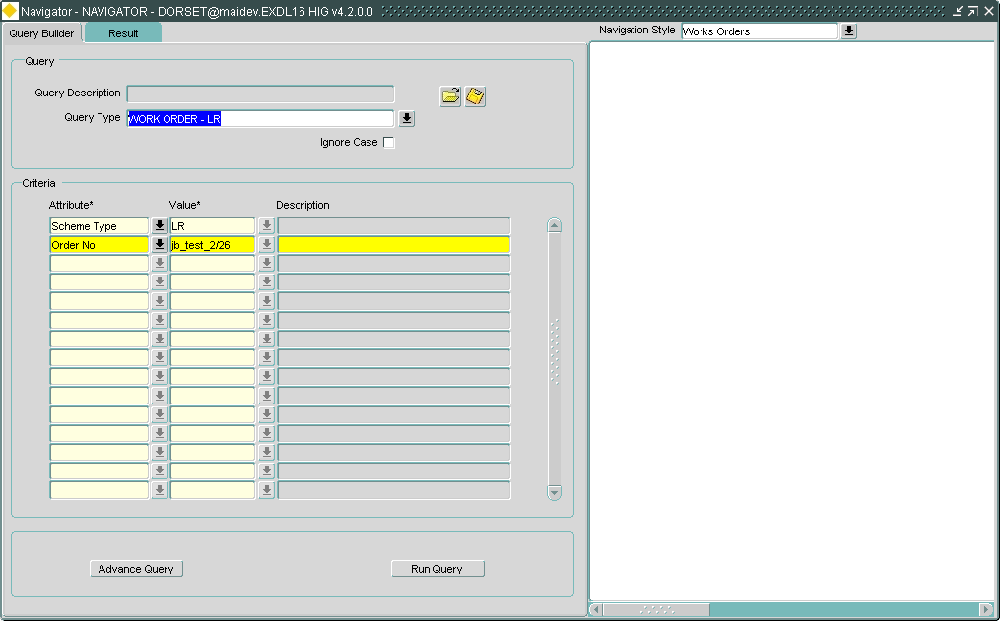 Navigator - NAVIGATOR - DORSET@maidev.EXDL16 HIG v4.2.0.0
Query Builder
Result
Navigation Style
Works Orders
Query
Query Description
Query Type
WORK ORDER - LR
Ignore Case
Criteria
Attribute*
Value*
Description
Scheme Type
LR
Order No
jb_test_2/26
Advance Query
Run Query